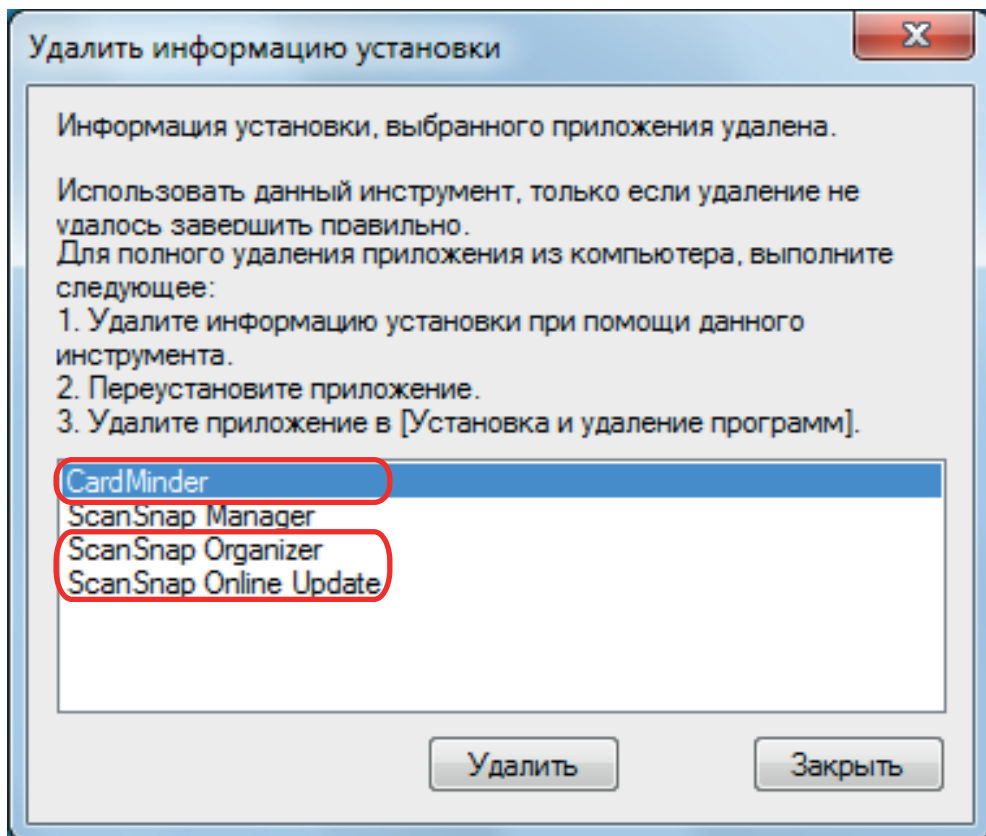 Удалить информацию установки
Информация установки, выбранного приложения удалена.
Использовать данный инструмент, только если удаление не
удалось завершить правильно.
Для полного удаления приложения из компьютера, выполните
следующее:
1. Удалите информацию установки при помощи данного
инструмента.
2. Переустановите приложение.
3. Удалите приложение в [Установка и удаление программ].
CardMinder
ScanSnap Manager
ScanSnap Organizer
ScanSnap Online Update
Удалить
Закрыть